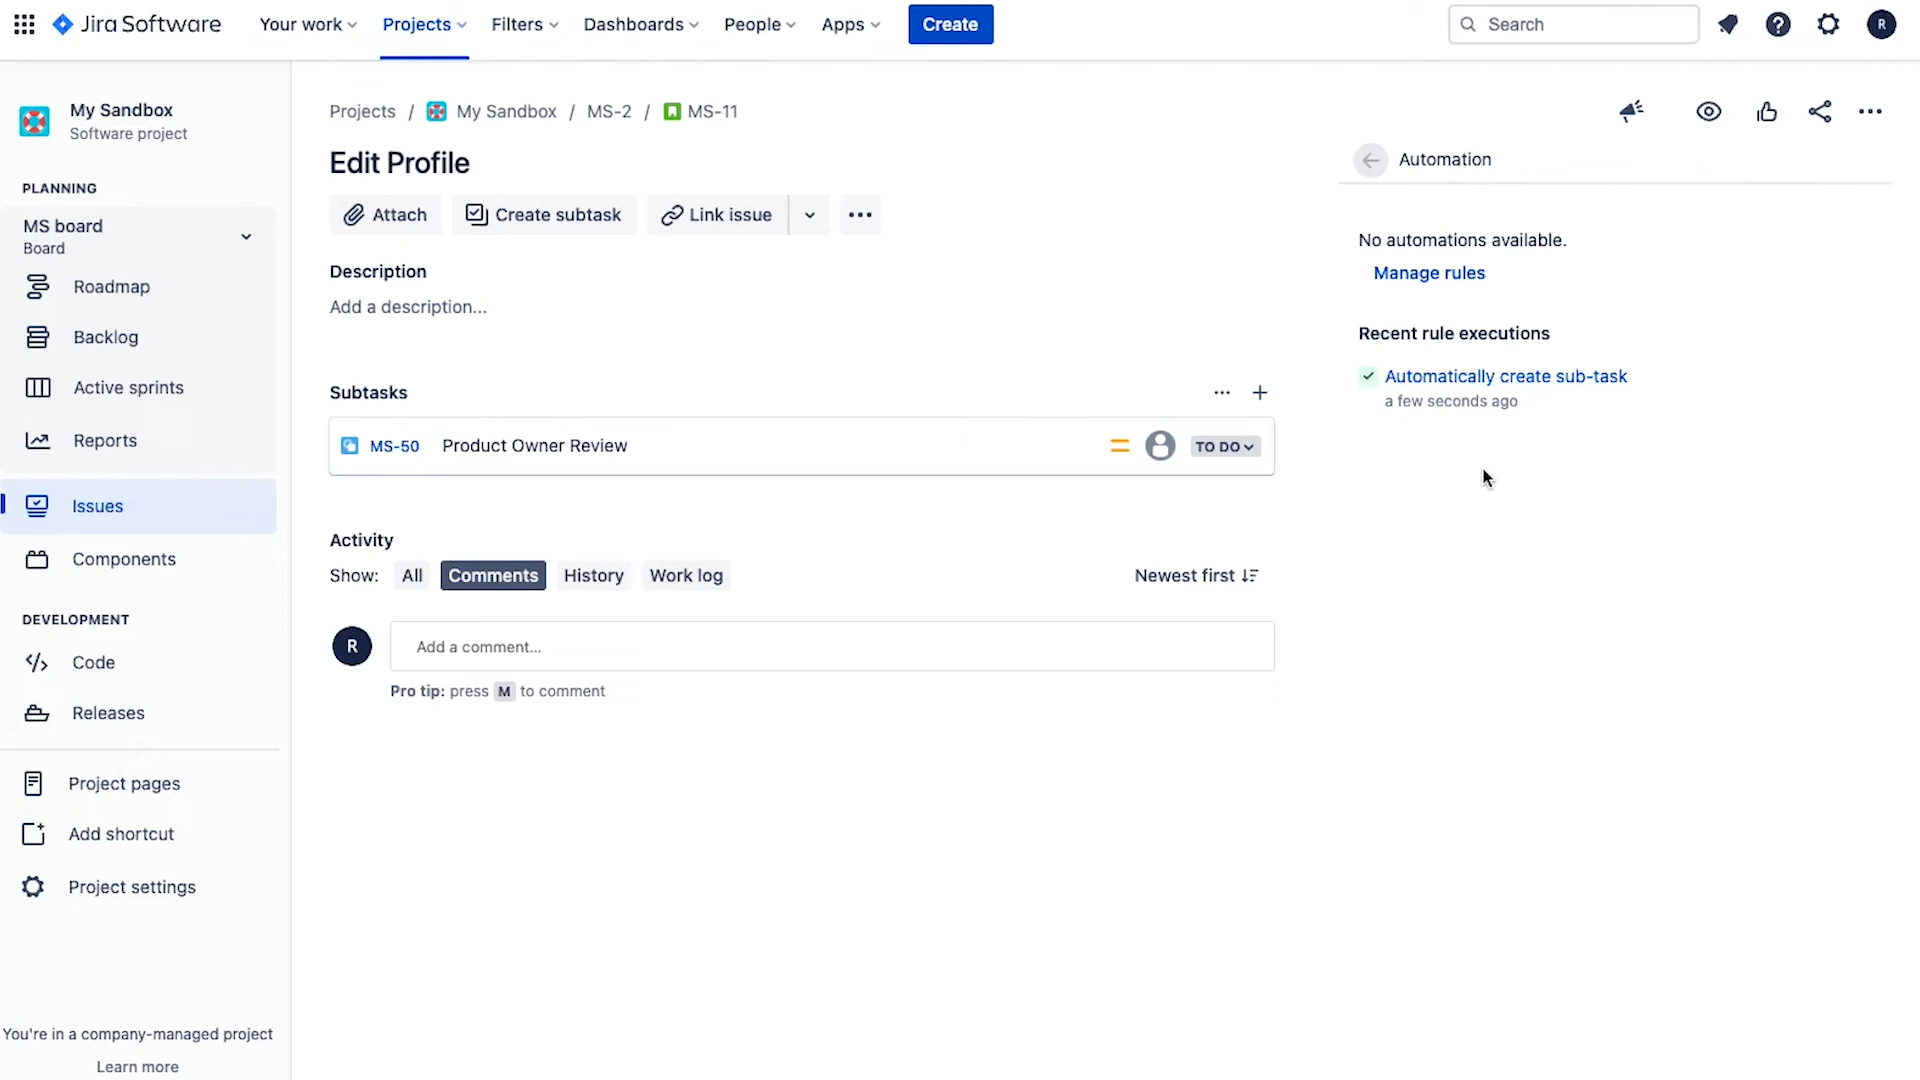 Jira Software
Your work
Projects
Filters
Dashboards
People
Apps
Create
Search
R
My Sandbox
Software project
PLANNING
MS board
Board
Roadmap
Backlog
Active sprints
Reports
Issues
Components
DEVELOPMENT
Code
Releases
Project pages
Add shortcut
Project settings
You're in a company-managed project
Learn more
Projects / My Sandbox / MS-2 / MS-11
Edit Profile
Attach
Create subtask
Link issue
Description
Add a description...
Subtasks
MS-50 Product Owner Review TO DO
Activity
Show: All Comments History Work log Newest first
R
Add a comment...
Pro tip: press M to comment
Automation
No automations available.
Manage rules
Recent rule executions
Automatically create sub-task
a few seconds ago